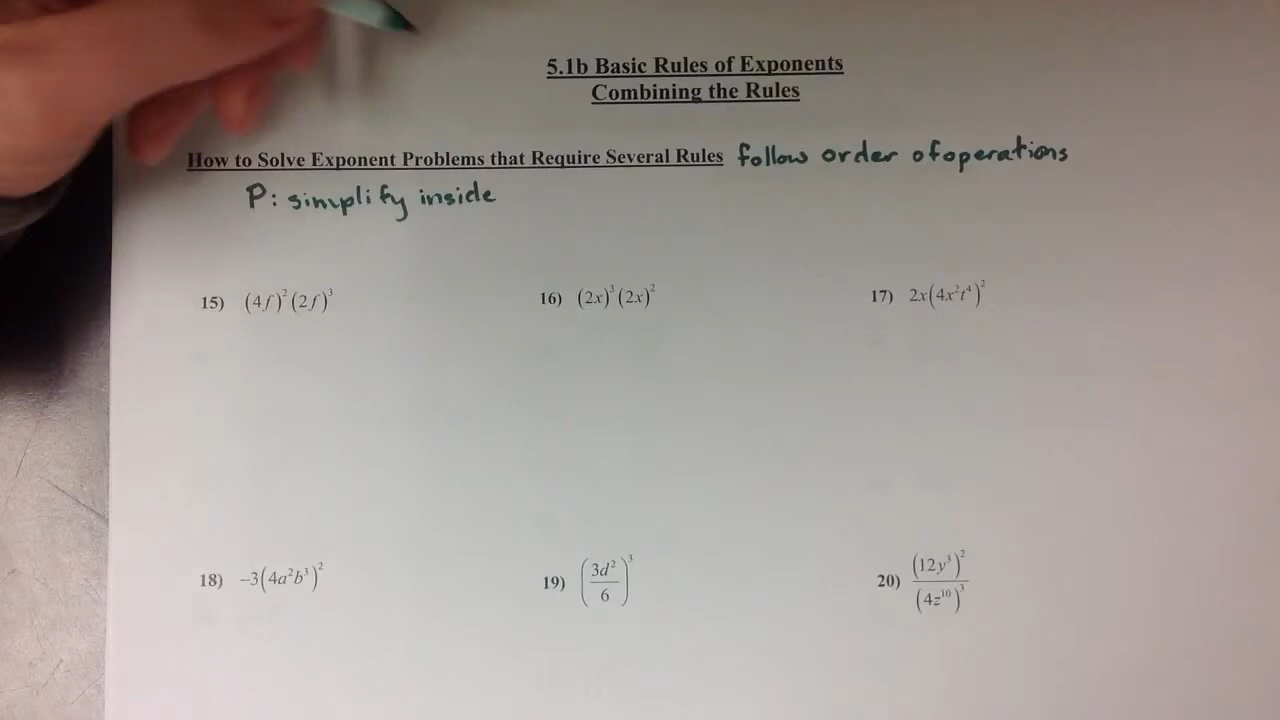 5.1b Basic Rules of Exponents
Combining the Rules
How to Solve Exponent Problems that Require Several Rules follow order of operations
P: simplify inside
15) (4f)²(2f)³ 16) (2x)³(2x)² 17) 2x(4x²t⁴)²
18) −3(4a²b³)² 19) (3d²/6)³ 20) (12y³)²/(4z¹⁰)³